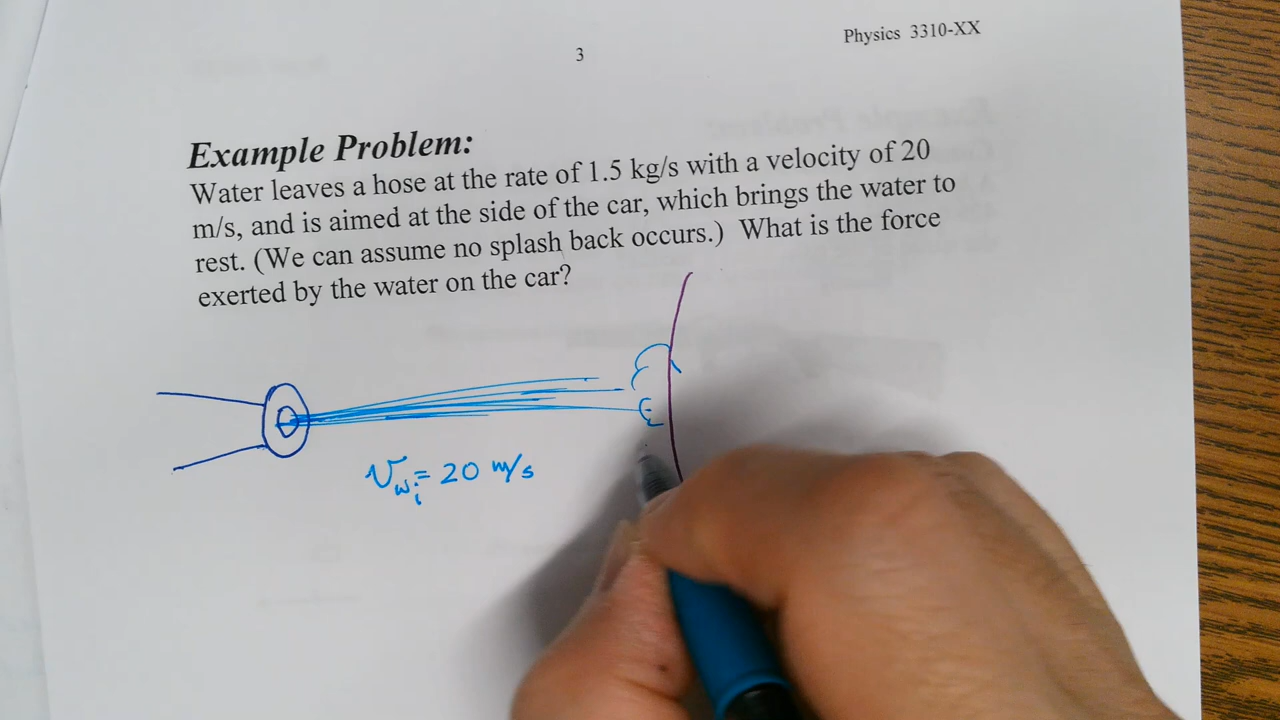 Physics 3310-XX
3
Example Problem:
Water leaves a hose at the rate of 1.5 kg/s with a velocity of 20
m/s, and is aimed at the side of the car, which brings the water to
rest. (We can assume no splash back occurs.) What is the force
exerted by the water on the car?
v_wi = 20 m/s